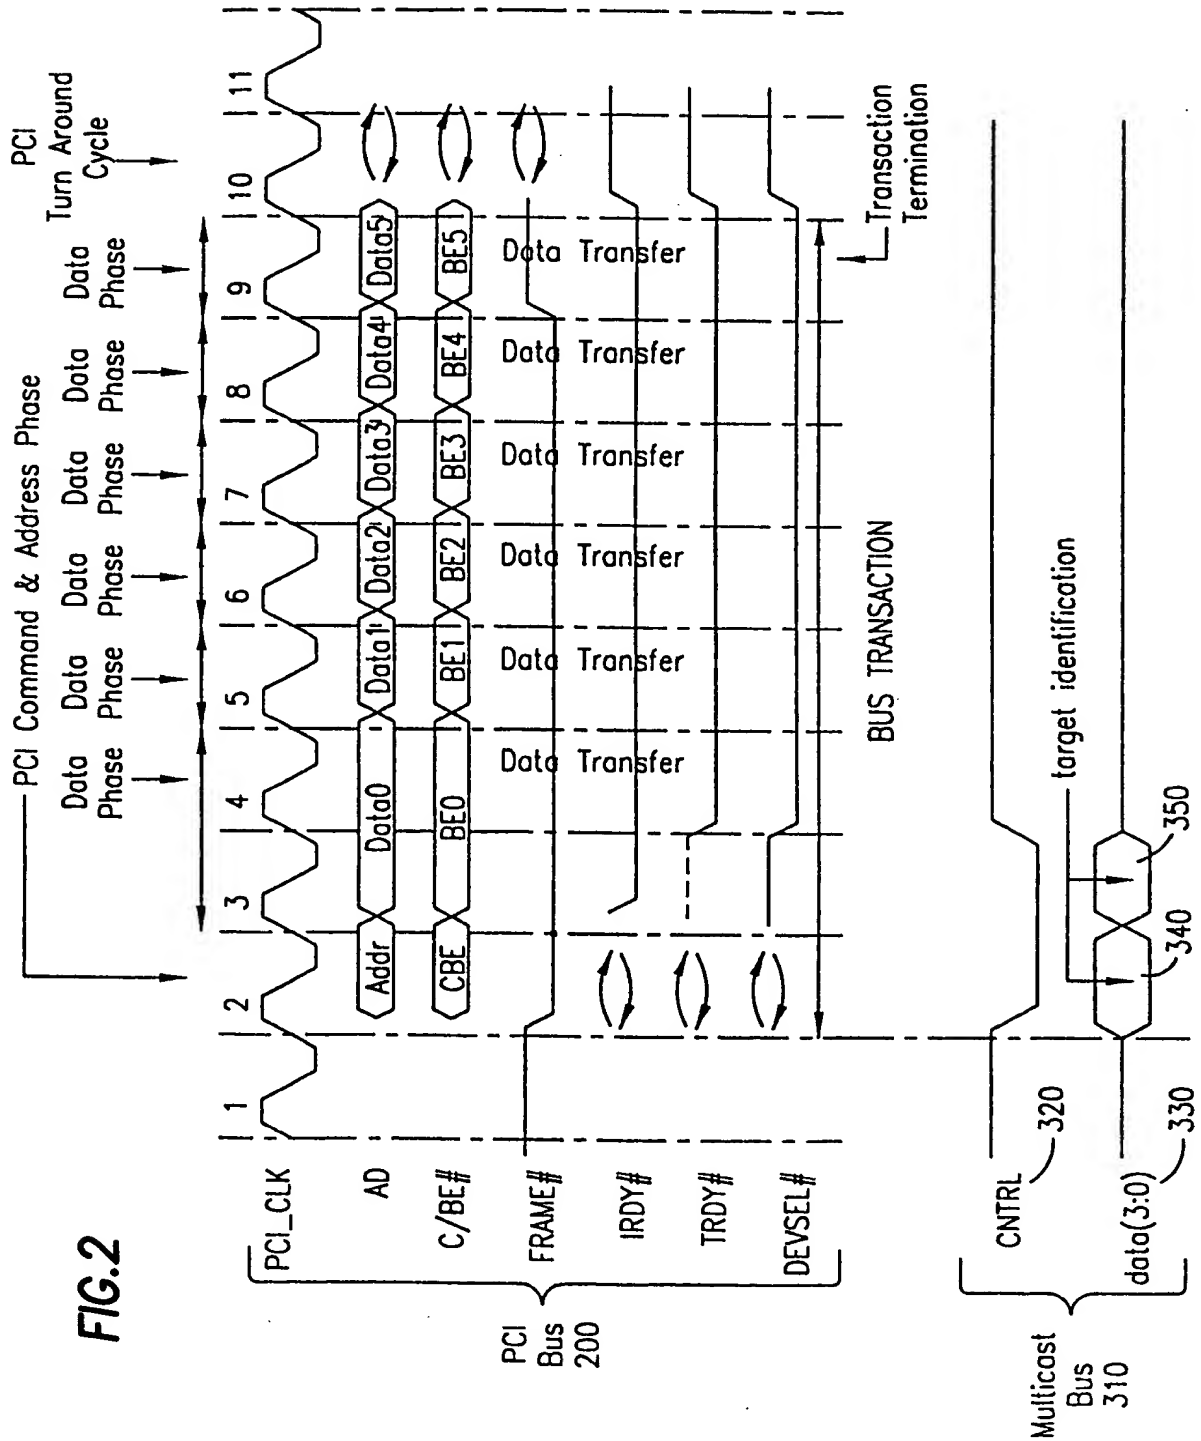 FIG.2
PCI Command & Address Phase
Data
Phase
Data
Phase
Data
Phase
Data
Phase
Data
Phase
Data
Phase
PCI
Turn Around
Cycle
1
2
3
4
5
6
7
8
9
10
11
PCI_CLK
AD
Addr
Data0
Data1
Data2
Data3
Data4
Data5
C/BE#
CBE
BE0
BE1
BE2
BE3
BE4
BE5
FRAME#
Data Transfer
Data Transfer
Data Transfer
Data Transfer
Data Transfer
Data Transfer
IRDY#
TRDY#
DEVSEL#
PCI
Bus
200
BUS TRANSACTION
Transaction
Termination
CNTRL
320
target identification
data(3:0)
330
340
350
Multicast
Bus
310